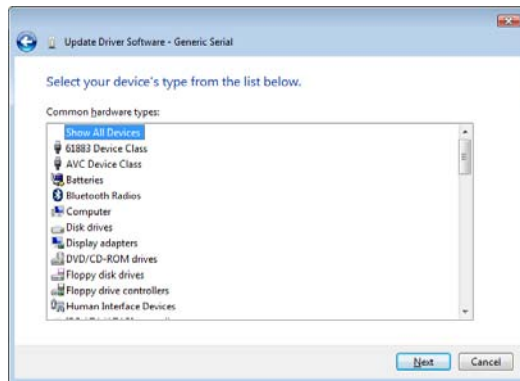 Update Driver Software - Generic Serial
Select your device's type from the list below.
Common hardware types:
Show All Devices
61883 Device Class
AVC Device Class
Batteries
Bluetooth Radios
Computer
Disk drives
Display adapters
DVD/CD-ROM drives
Floppy disk drives
Floppy drive controllers
Human Interface Devices
Next
Cancel